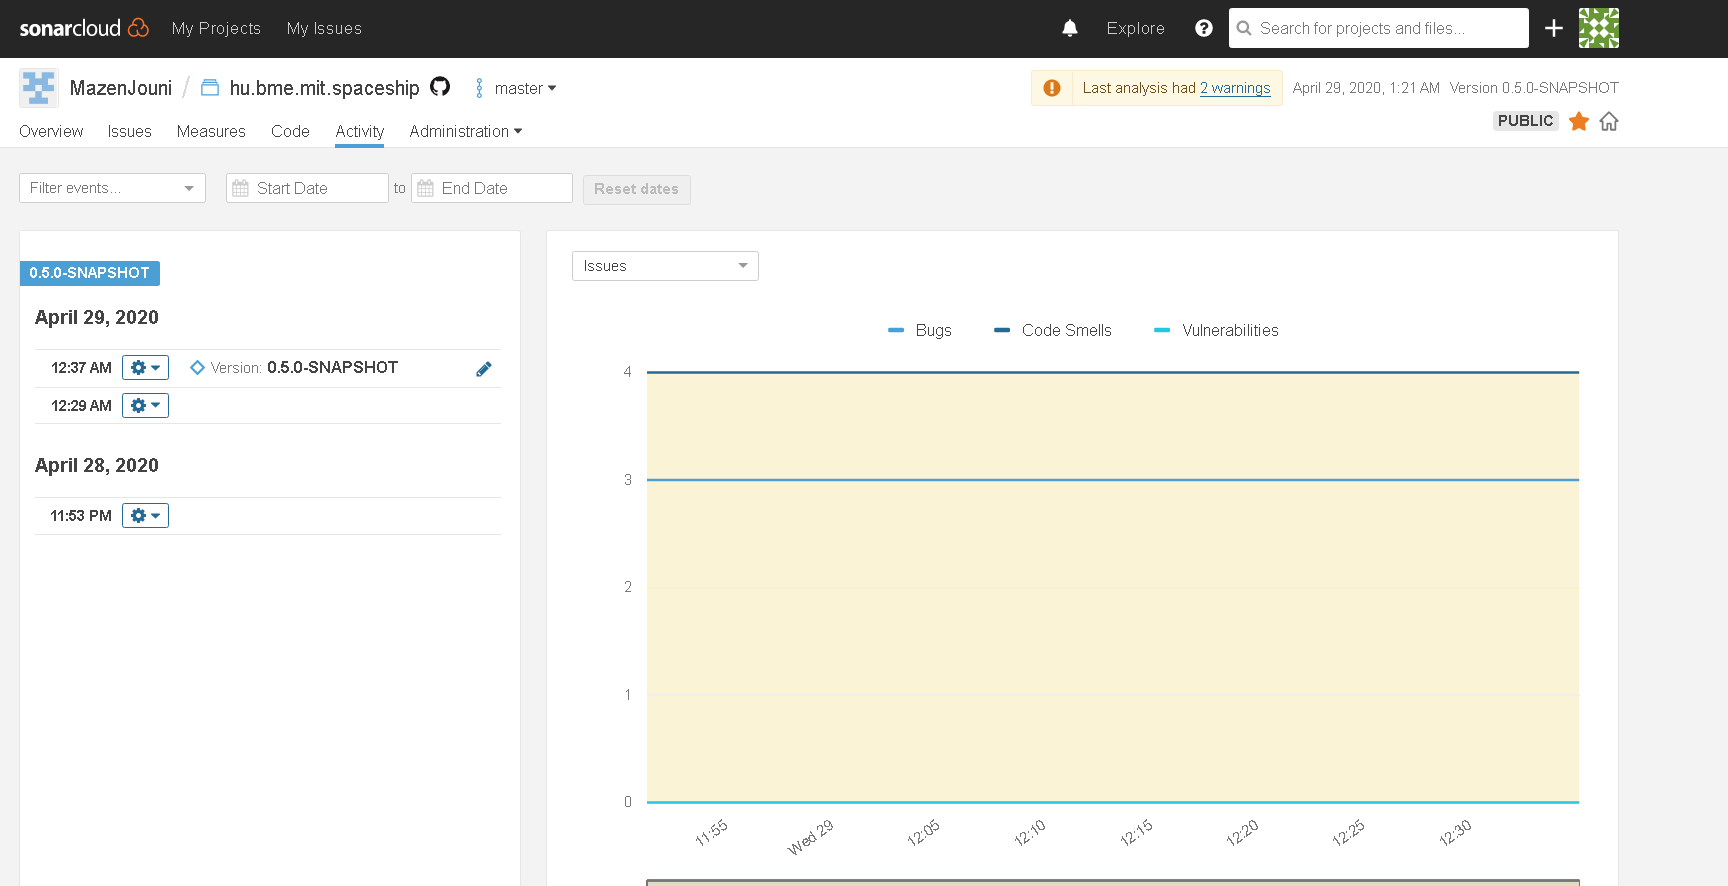 sonarcloud My Projects My Issues Explore Search for projects and files...
MazenJouni / hu.bme.mit.spaceship master Last analysis had 2 warnings April 29, 2020, 1:21 AM Version 0.5.0-SNAPSHOT
Overview Issues Measures Code Activity Administration PUBLIC
Filter events... Start Date to End Date Reset dates
0.5.0-SNAPSHOT
April 29, 2020
12:37 AM Version: 0.5.0-SNAPSHOT
12:29 AM
April 28, 2020
11:53 PM
Issues
Bugs Code Smells Vulnerabilities
4
3
2
1
0
11:55 Wed 29 12:05 12:10 12:15 12:20 12:25 12:30